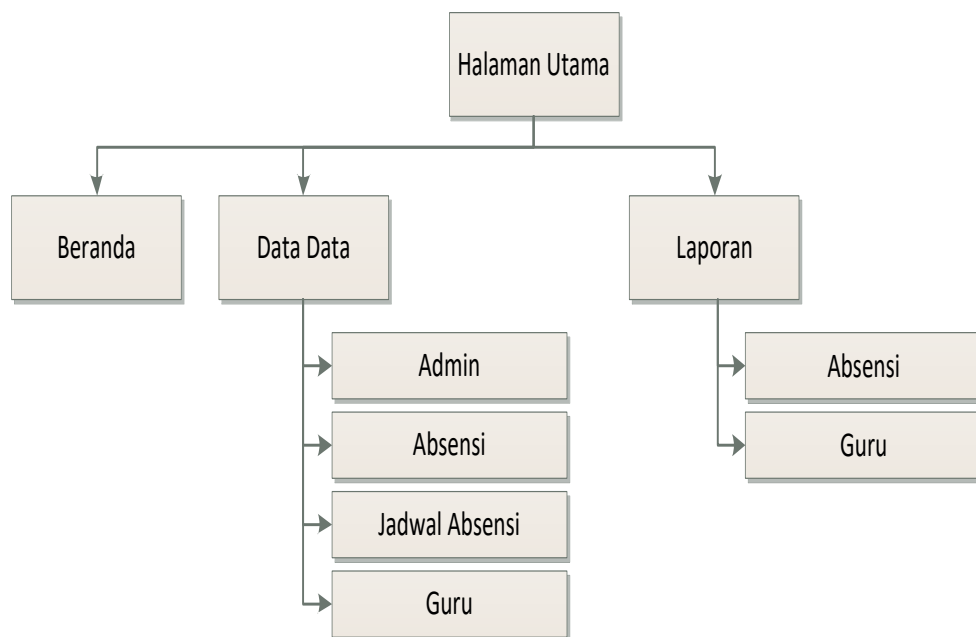 Halaman Utama
Beranda
Data Data
Laporan
Admin
Absensi
Jadwal Absensi
Guru
Absensi
Guru